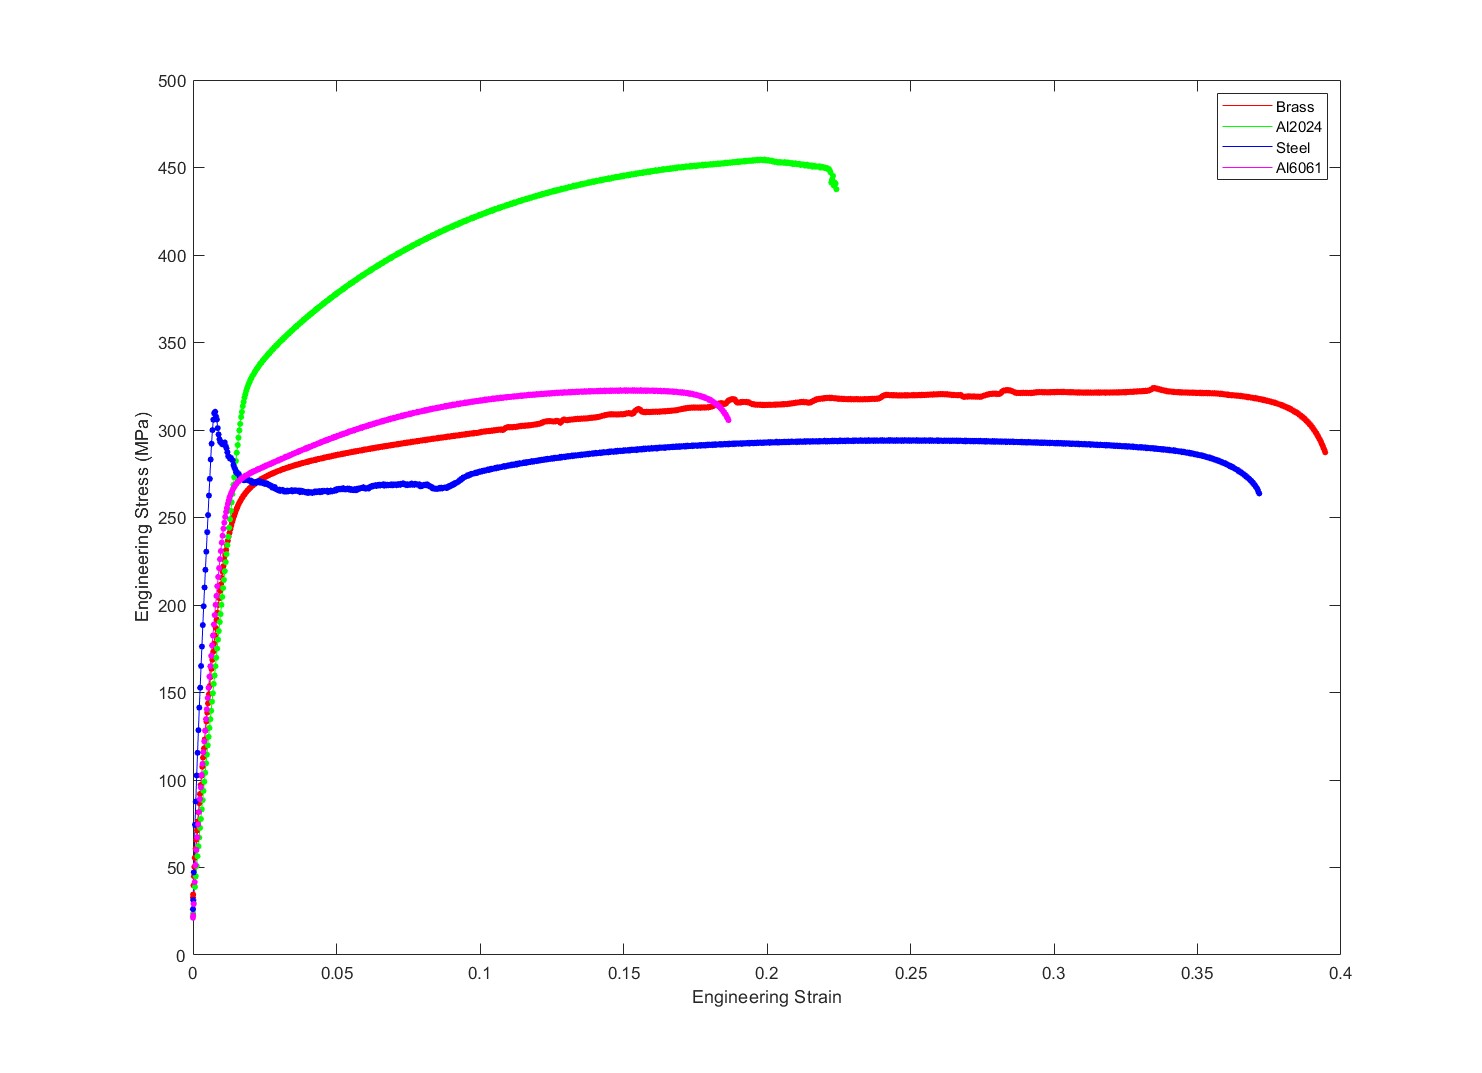 500
450
400
350
300
250
200
150
100
50
0
Engineering Stress (MPa)
Brass
Al2024
Steel
Al6061
0 0.05 0.1 0.15 0.2 0.25 0.3 0.35 0.4
Engineering Strain